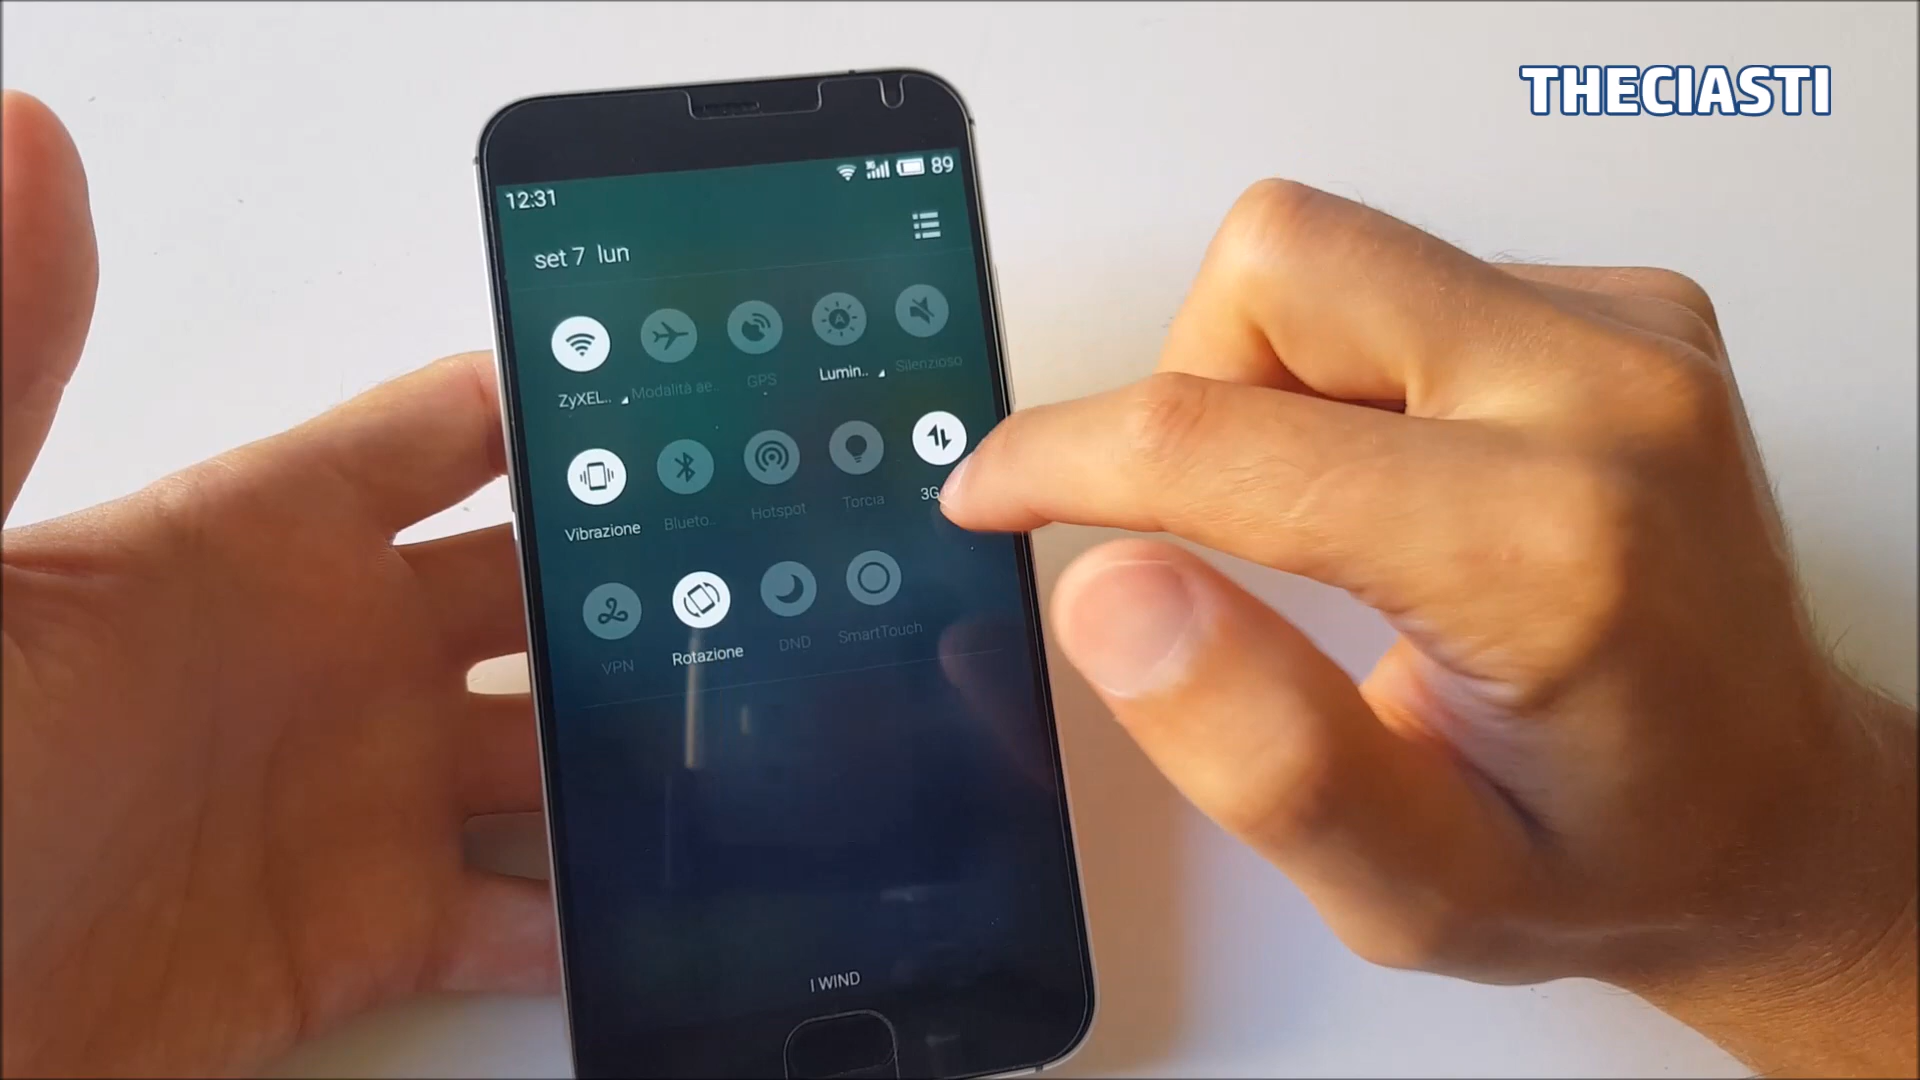 THECIASTI
12:31
3G
89
set 7 lun
ZyXEL..
Modalità ae..
GPS
Lumin..
Silenzioso
Vibrazione
Blueto..
Hotspot
Torcia
3G
VPN
Rotazione
DND
SmartTouch
I WIND